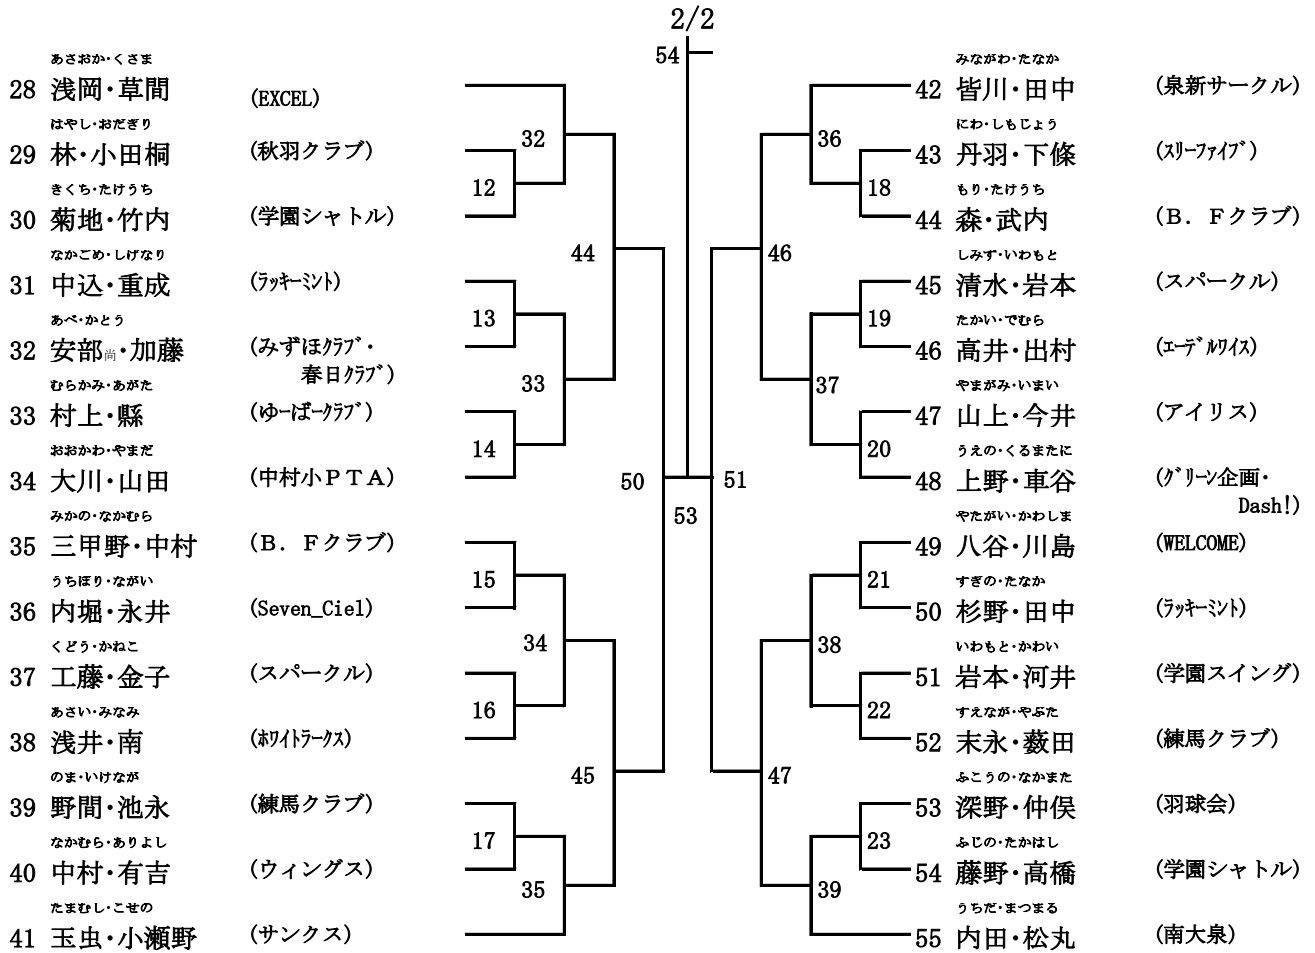 2/2
54
あさおか・くさま
28 浅岡・草間 (EXCEL)
はやし・おだぎり
29 林・小田桐 (秋羽クラブ)
きくち・たけうち
30 菊地・竹内 (学園シャトル)
なかごめ・しげなり
31 中込・重成 (ﾗｯｷｰﾐﾝﾄ)
あべ・かとう
32 安部尚・加藤 (みずほｸﾗﾌﾞ・
春日ｸﾗﾌﾞ)
むらかみ・あがた
33 村上・縣 (ゆーばｰｸﾗﾌﾞ)
おおかわ・やまだ
34 大川・山田 (中村小ＰＴＡ)
みかの・なかむら
35 三甲野・中村 (Ｂ．Ｆクラブ)
うちぼり・ながい
36 内堀・永井 (Seven_Ciel)
くどう・かねこ
37 工藤・金子 (スパークル)
あさい・みなみ
38 浅井・南 (ﾎﾜｲﾄﾗｰｸｽ)
のま・いけなが
39 野間・池永 (練馬クラブ)
なかむら・ありよし
40 中村・有吉 (ウィングス)
たまむし・こせの
41 玉虫・小瀬野 (サンクス)
32
12
44
13
33
14
50
15
34
16
45
17
35
53
51
36
18
46
19
37
20
21
38
22
47
23
39
みながわ・たなか
42 皆川・田中 (泉新サークル)
にわ・しもじょう
43 丹羽・下條 (ｽﾘｰﾌｧｲﾌﾞ)
もり・たけうち
44 森・武内 (Ｂ．Ｆクラブ)
しみず・いわもと
45 清水・岩本 (スパークル)
たかい・でむら
46 高井・出村 (ｴｰﾃﾞﾙﾜｲｽ)
やまがみ・いまい
47 山上・今井 (アイリス)
うえの・くるまたに
48 上野・車谷 (ｸﾞﾘｰﾝ企画・
Dash!)
やたがい・かわしま
49 八谷・川島 (WELCOME)
すぎの・たなか
50 杉野・田中 (ﾗｯｷｰﾐﾝﾄ)
いわもと・かわい
51 岩本・河井 (学園スイング)
すえなが・やぶた
52 末永・薮田 (練馬クラブ)
ふこうの・なかまた
53 深野・仲俣 (羽球会)
ふじの・たかはし
54 藤野・高橋 (学園シャトル)
うちだ・まつまる
55 内田・松丸 (南大泉)